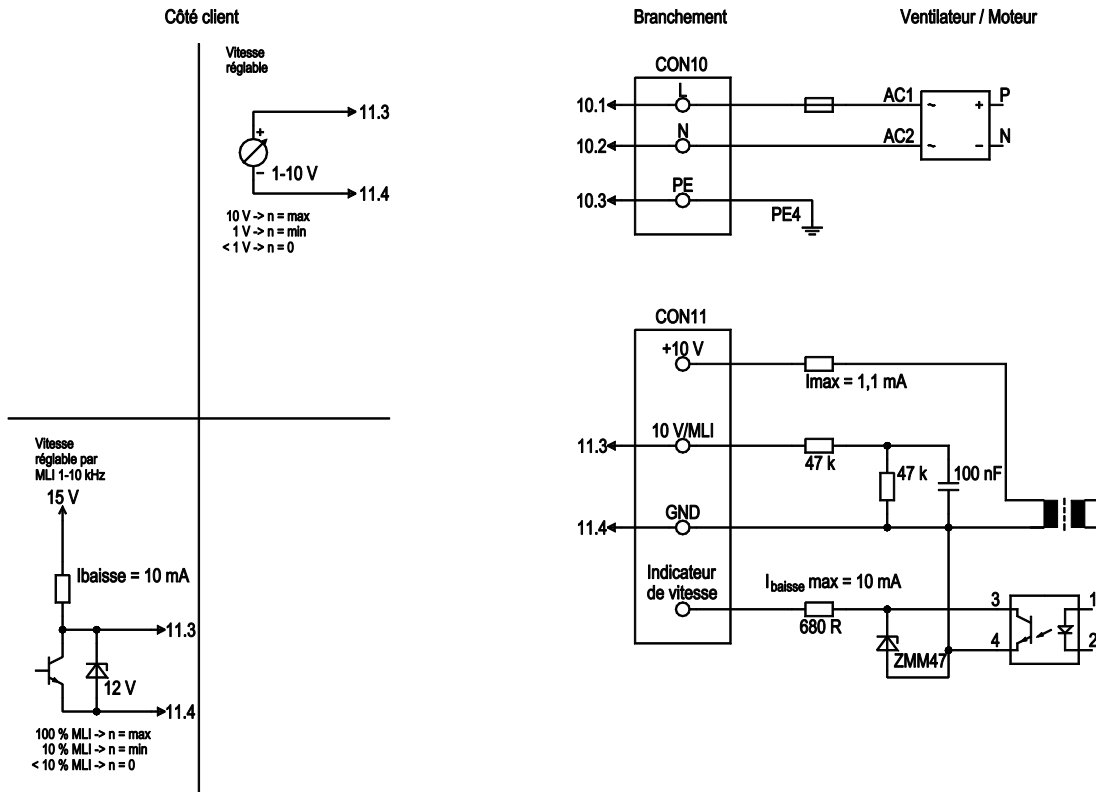 Côté client
Branchement
Ventilateur / Moteur
Vitesse
réglable
11.3
+
1-10 V
−
11.4
10 V -> n = max
1 V -> n = min
< 1 V -> n = 0
CON10
L
10.1
AC1
~
+
P
N
10.2
AC2
~
−
N
PE
10.3
PE4
CON11
+10 V
Imax = 1,1 mA
10 V/MLI
11.3
47 k
47 k
100 nF
GND
11.4
Indicateur
de vitesse
Ibaisse max = 10 mA
680 R
3
1
4
2
ZMM47
Vitesse
réglable par
MLI 1-10 kHz
15 V
Ibaisse = 10 mA
11.3
12 V
11.4
100 % MLI -> n = max
10 % MLI -> n = min
< 10 % MLI -> n = 0